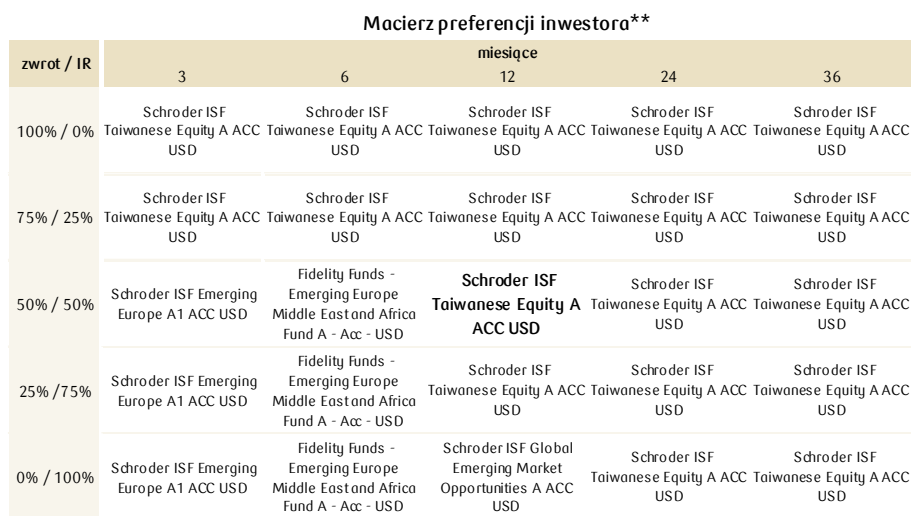 Macierz preferencji inwestora**
zwrot / IR
miesiące
3 6 12 24 36
100% / 0%
Schroder ISF
Taiwanese Equity A ACC
USD
Schroder ISF
Taiwanese Equity A ACC
USD
Schroder ISF
Taiwanese Equity A ACC
USD
Schroder ISF
Taiwanese Equity A ACC
USD
Schroder ISF
Taiwanese Equity A ACC
USD
75% / 25%
Schroder ISF
Taiwanese Equity A ACC
USD
Schroder ISF
Taiwanese Equity A ACC
USD
Schroder ISF
Taiwanese Equity A ACC
USD
Schroder ISF
Taiwanese Equity A ACC
USD
Schroder ISF
Taiwanese Equity A ACC
USD
50% / 50%
Schroder ISF Emerging
Europe A1 ACC USD
Fidelity Funds -
Emerging Europe
Middle East and Africa
Fund A - Acc - USD
Schroder ISF
Taiwanese Equity A
ACC USD
Schroder ISF
Taiwanese Equity A ACC
USD
Schroder ISF
Taiwanese Equity A ACC
USD
25% /75%
Schroder ISF Emerging
Europe A1 ACC USD
Fidelity Funds -
Emerging Europe
Middle East and Africa
Fund A - Acc - USD
Schroder ISF
Taiwanese Equity A ACC
USD
Schroder ISF
Taiwanese Equity A ACC
USD
Schroder ISF
Taiwanese Equity A ACC
USD
0% / 100%
Schroder ISF Emerging
Europe A1 ACC USD
Fidelity Funds -
Emerging Europe
Middle East and Africa
Fund A - Acc - USD
Schroder ISF Global
Emerging Market
Opportunities A ACC
USD
Schroder ISF
Taiwanese Equity A ACC
USD
Schroder ISF
Taiwanese Equity A ACC
USD